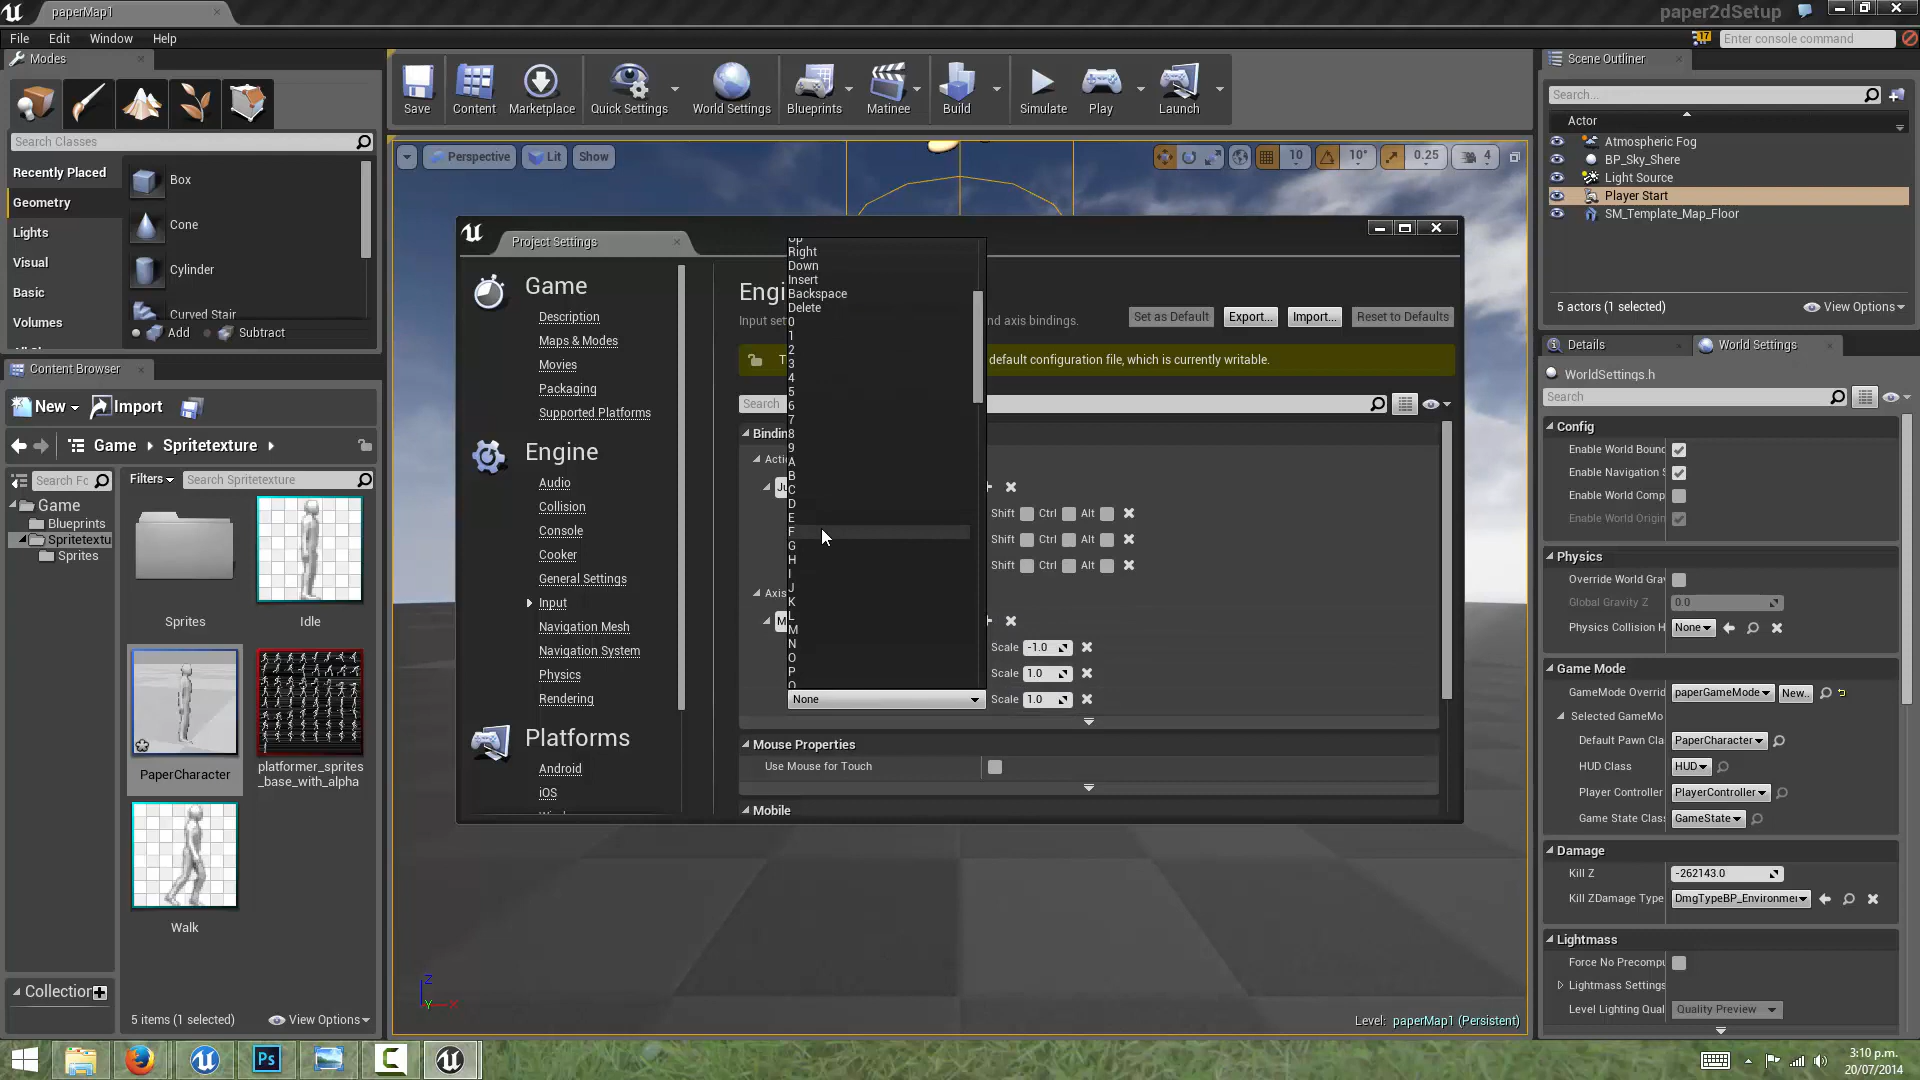 paperMap1
paper2dSetup
File Edit Window Help
17
Enter console command
Modes
Search Classes
Recently Placed
Geometry
Lights
Visual
Basic
Volumes
Box
Cone
Cylinder
Curved Stair
Add Subtract
Save
Content
Marketplace
Quick Settings
World Settings
Blueprints
Matinee
Build
Simulate
Play
Launch
Perspective Lit Show
10 10° 0.25 4
Content Browser
New Import
Game Spritetexture
Search Fo
Filters Search Spritetexture
Game
Blueprints
Spritetextu
Sprites
Sprites
Idle
PaperCharacter
platformer_sprites
_base_with_alpha
Walk
Collection
5 items (1 selected) View Options
Project Settings
Game
Description
Maps & Modes
Movies
Packaging
Supported Platforms
Engine
Audio
Collision
Console
Cooker
General Settings
Input
Navigation Mesh
Navigation System
Physics
Rendering
Platforms
Android
iOS
Engi
Input set
nd axis bindings.
Set as Default Export... Import... Reset to Defaults
T
default configuration file, which is currently writable.
Search
Bindin
Actio
Ju
Shift Ctrl Alt
Shift Ctrl Alt
Shift Ctrl Alt
Axis
M
Scale -1.0
Scale 1.0
Scale 1.0
Up
Right
Down
Insert
Backspace
Delete
0
1
2
3
4
5
6
7
8
9
A
B
C
D
E
F
G
H
I
J
K
L
M
N
O
P
Q
None
Mouse Properties
Use Mouse for Touch
Mobile
Z
Y X
Level: paperMap1 (Persistent)
Scene Outliner
Search...
Actor
Atmospheric Fog
BP_Sky_Shere
Light Source
Player Start
SM_Template_Map_Floor
5 actors (1 selected) View Options
Details World Settings
WorldSettings.h
Search
Config
Enable World Boun
Enable Navigation S
Enable World Comp
Enable World Origin
Physics
Override World Gra
Global Gravity Z 0.0
Physics Collision H None
Game Mode
GameMode Overrid paperGameMode New..
Selected GameMo
Default Pawn Cla PaperCharacter
HUD Class HUD
Player Controller PlayerController
Game State Class GameState
Damage
Kill Z -262143.0
Kill ZDamage Type DmgTypeBP_Environmer
Lightmass
Force No Precompu
Lightmass Settings
Level Lighting Qual Quality Preview
Ps
3:10 p.m.
20/07/2014